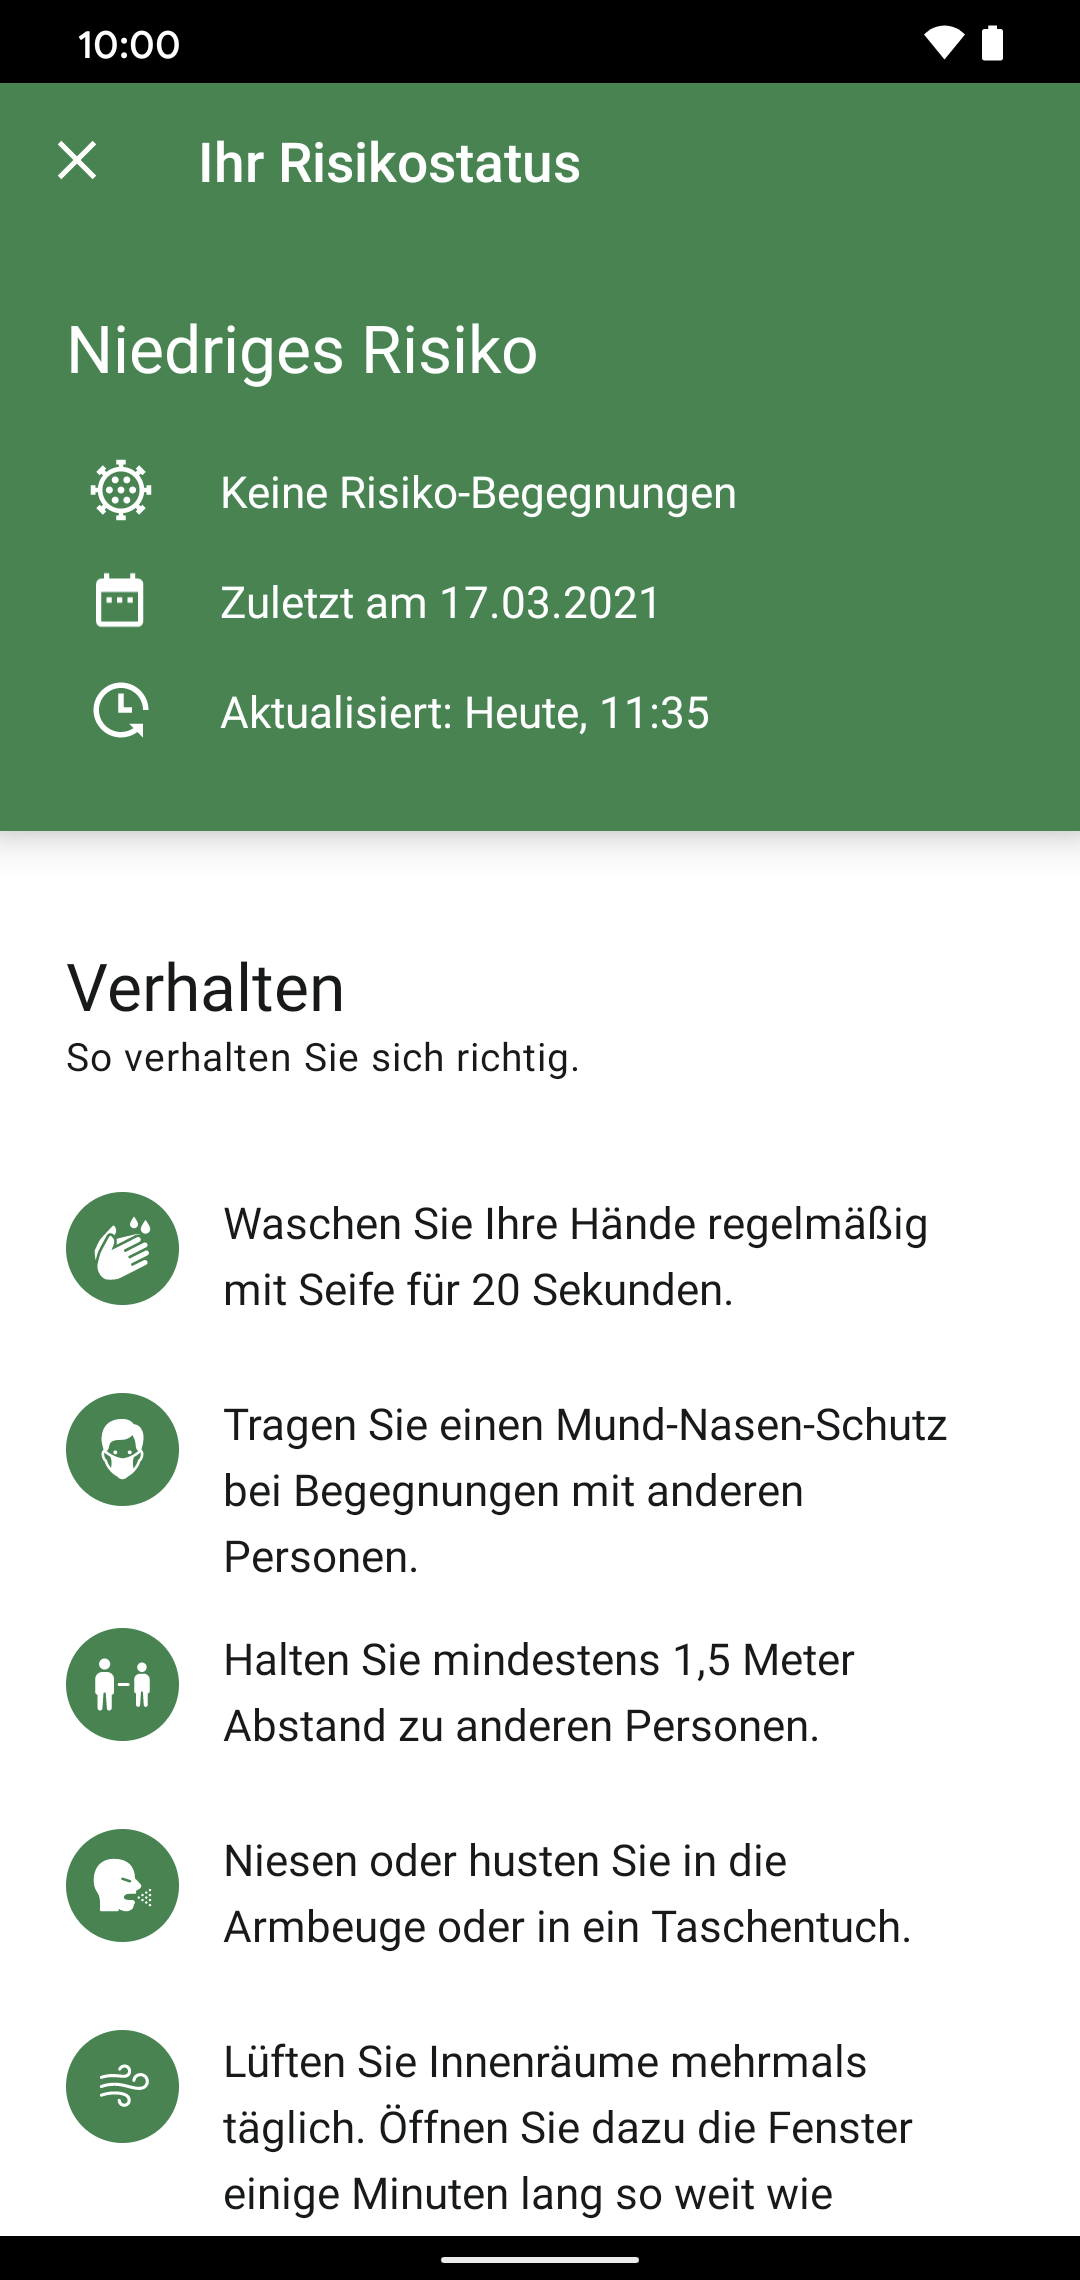 10:00
Ihr Risikostatus
Niedriges Risiko
Keine Risiko-Begegnungen
Zuletzt am 17.03.2021
Aktualisiert: Heute, 11:35
Verhalten
So verhalten Sie sich richtig.
Waschen Sie Ihre Hände regelmäßig
mit Seife für 20 Sekunden.
Tragen Sie einen Mund-Nasen-Schutz
bei Begegnungen mit anderen
Personen.
Halten Sie mindestens 1,5 Meter
Abstand zu anderen Personen.
Niesen oder husten Sie in die
Armbeuge oder in ein Taschentuch.
Lüften Sie Innenräume mehrmals
täglich. Öffnen Sie dazu die Fenster
einige Minuten lang so weit wie